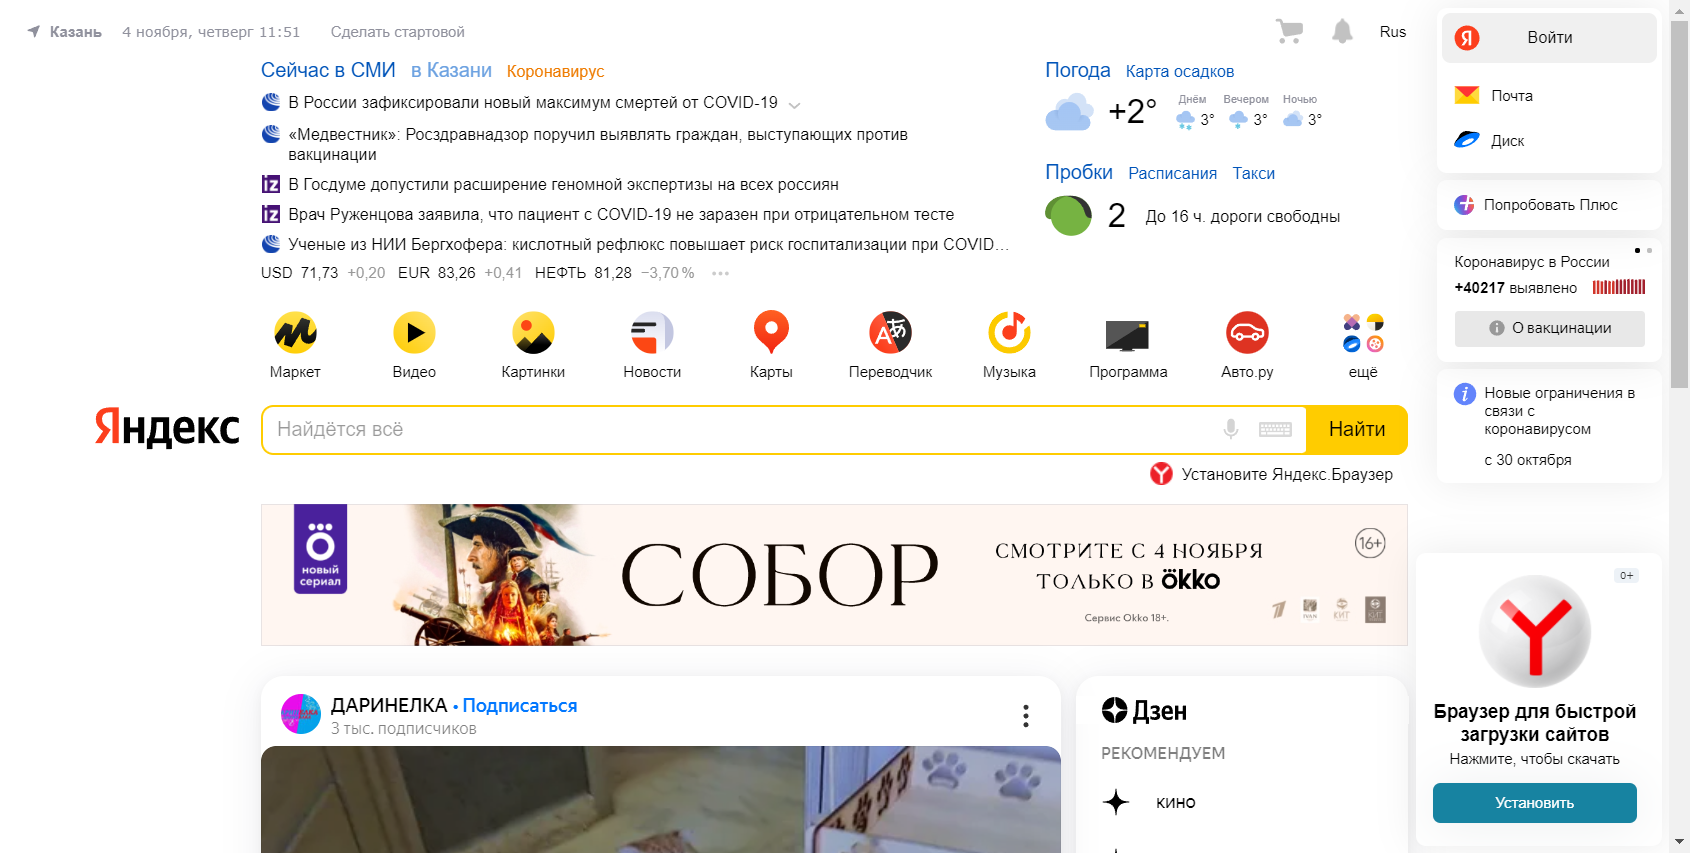 Казань 4 ноября, четверг 11:51 Сделать стартовой
Rus
Сейчас в СМИ в Казани Коронавирус
В России зафиксировали новый максимум смертей от COVID-19
«Медвестник»: Росздравнадзор поручил выявлять граждан, выступающих против
вакцинации
iz В Госдуме допустили расширение геномной экспертизы на всех россиян
iz Врач Руженцова заявила, что пациент с COVID-19 не заразен при отрицательном тесте
Ученые из НИИ Бергхофера: кислотный рефлюкс повышает риск госпитализации при COVID…
USD 71,73 +0,20 EUR 83,26 +0,41 НЕФТЬ 81,28 −3,70 % •••
Погода Карта осадков
+2°
Днём Вечером Ночью
3° 3° 3°
Пробки Расписания Такси
2 До 16 ч. дороги свободны
Я Войти
Почта
Диск
Попробовать Плюс
Коронавирус в России
+40217 выявлено
О вакцинации
Новые ограничения в
связи с
коронавирусом
с 30 октября
Маркет Видео Картинки Новости Карты Переводчик Музыка Программа Авто.ру ещё
Яндекс Найдётся всё Найти
Установите Яндекс.Браузер
НОВЫЙ
сериал
СОБОР
СМОТРИТЕ С 4 НОЯБРЯ
ТОЛЬКО В ökko
Сервис Okko 18+.
16+
IVAN
КИТ
КИТ
0+
Y
Браузер для быстрой
загрузки сайтов
Нажмите, чтобы скачать
Установить
ДАРИНЕЛКА • Подписаться
3 тыс. подписчиков
Дзен
РЕКОМЕНДУЕМ
КИНО